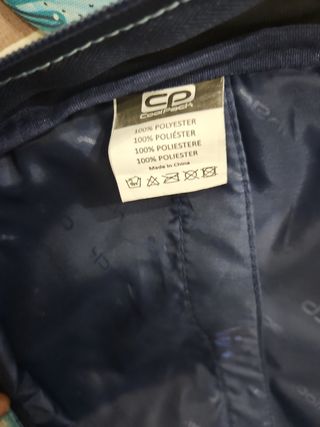 CP
CoolPack
100% POLYESTER
100% POLIÉSTER
100% POLIESTERE
100% POLIESTER
Made in China